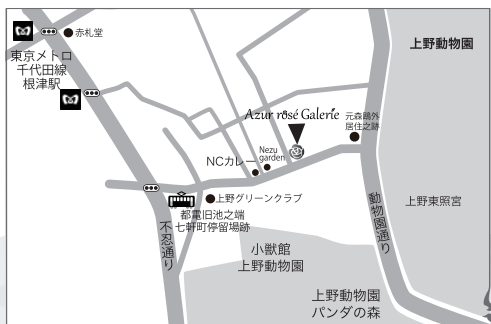 赤札堂
東京メトロ
千代田線
根津駅
上野動物園
Azur rosé Galerie
元森鷗外
居住之跡
Nezu
garden
NCカレー
上野グリーンクラブ
都電旧池之端
七軒町停留場跡
不忍通り
動物園通り
上野東照宮
小獣館
上野動物園
上野動物園
パンダの森